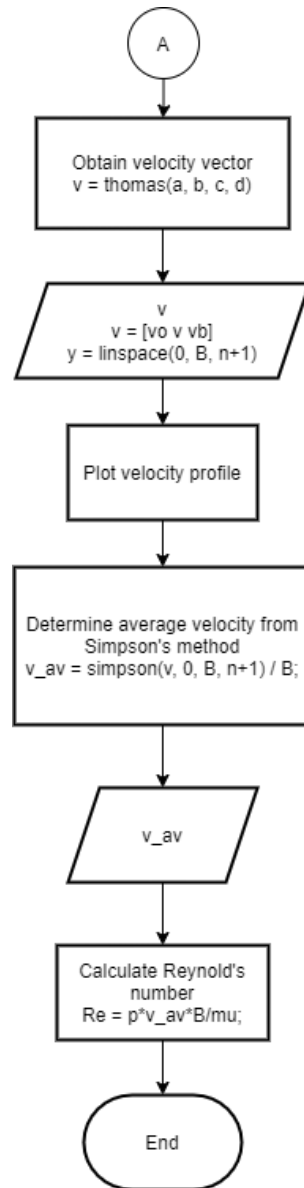 A
Obtain velocity vector
v = thomas(a, b, c, d)
v
v = [vo v vb]
y = linspace(0, B, n+1)
Plot velocity profile
Determine average velocity from
Simpson's method
v_av = simpson(v, 0, B, n+1) / B;
v_av
Calculate Reynold's
number
Re = p*v_av*B/mu;
End